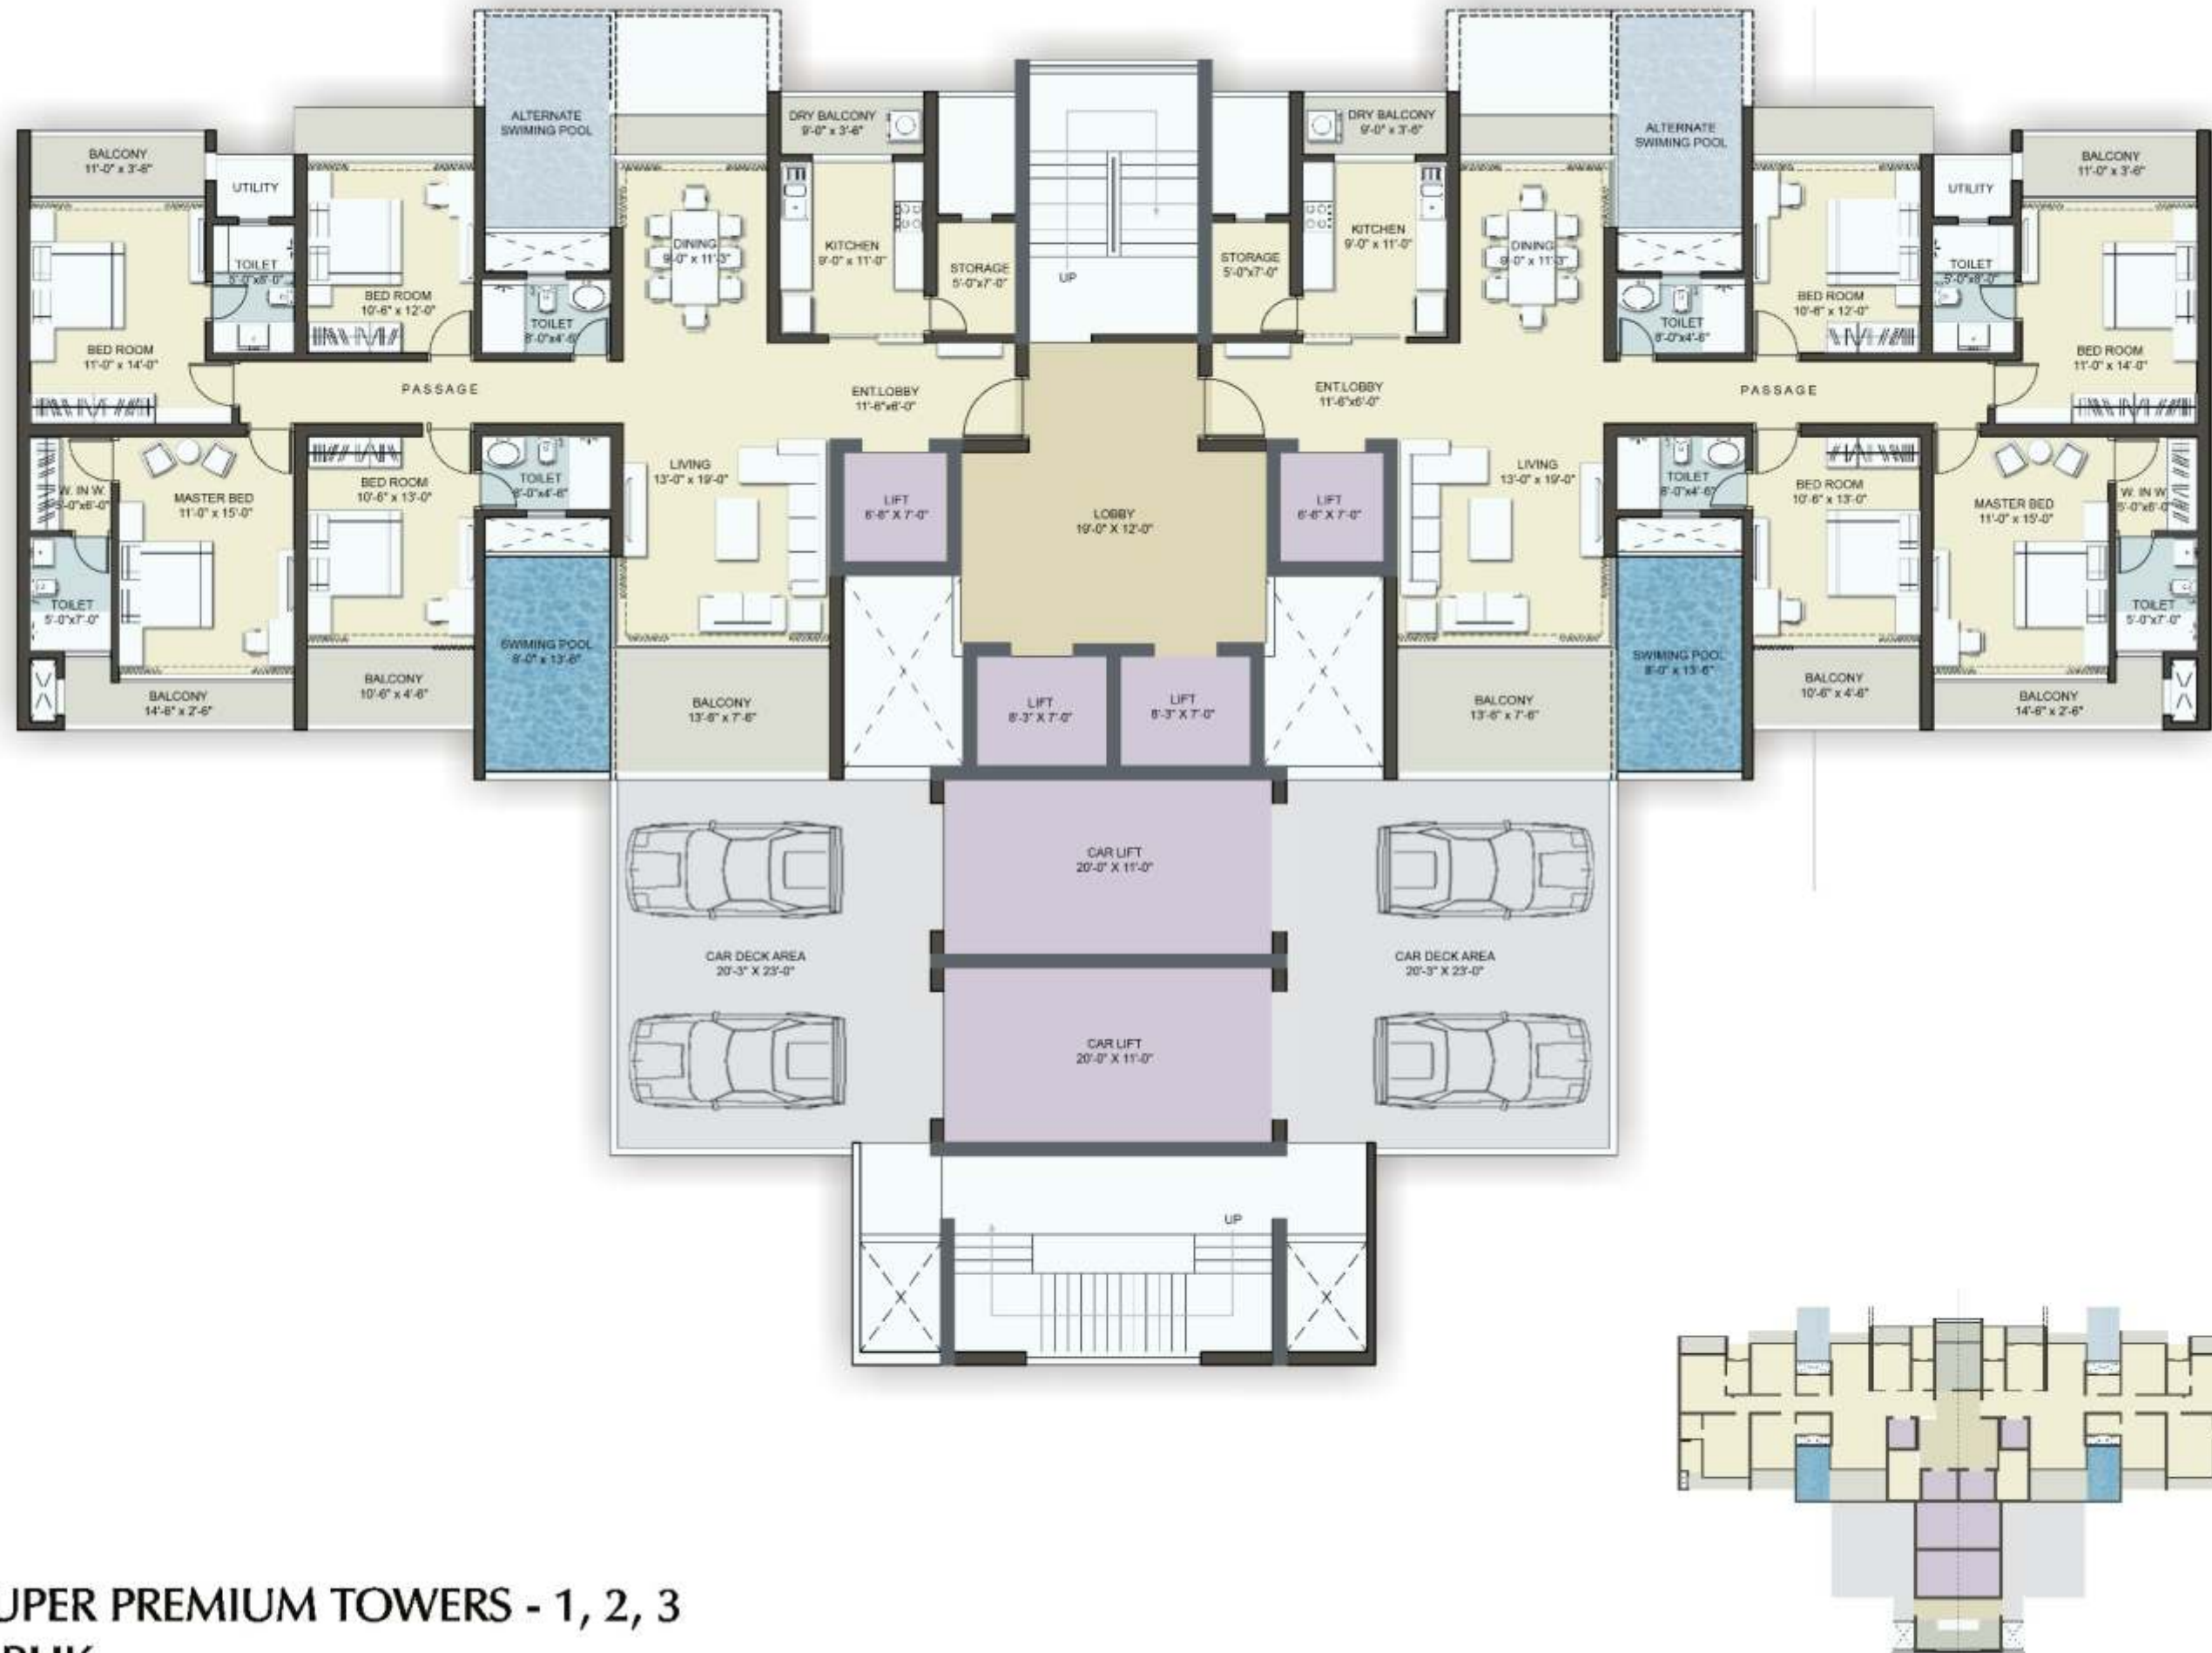 ALTERNATE
SWIMING POOL
DRY BALCONY
9'-0" x 3'-6"
DRY BALCONY
9'-0" x 3'-6"
ALTERNATE
SWIMING POOL
BALCONY
11'-0" x 3'-6"
UTILITY
UTILITY
BALCONY
11'-0" x 3'-6"
TOILET
5'-0"x8'-0"
BED ROOM
10'-6" x 12'-0"
DINING
9'-0" x 11'-3"
KITCHEN
9'-0" x 11'-0"
STORAGE
5'-0"x7'-0"
UP
STORAGE
5'-0"x7'-0"
KITCHEN
9'-0" x 11'-0"
DINING
9'-0" x 11'-3"
BED ROOM
10'-6" x 12'-0"
TOILET
5'-0"x8'-0"
TOILET
8'-0"x4'-6"
TOILET
8'-0"x4'-6"
BED ROOM
11'-0" x 14'-0"
BED ROOM
11'-0" x 14'-0"
PASSAGE
ENT.LOBBY
11'-6"x6'-0"
ENT.LOBBY
11'-6"x6'-0"
PASSAGE
W. IN W.
5'-0"x6'-0"
MASTER BED
11'-0" x 15'-0"
BED ROOM
10'-6" x 13'-0"
TOILET
8'-0"x4'-6"
LIVING
13'-0" x 19'-0"
LIFT
6'-6" X 7'-0"
LOBBY
19'-0" X 12'-0"
LIFT
6'-6" X 7'-0"
LIVING
13'-0" x 19'-0"
TOILET
8'-0"x4'-6"
BED ROOM
10'-6" x 13'-0"
MASTER BED
11'-0" x 15'-0"
W. IN W.
5'-0"x6'-0"
TOILET
5'-0"x7'-0"
SWIMING POOL
8'-0" x 13'-6"
SWIMING POOL
8'-0" x 13'-6"
TOILET
5'-0"x7'-0"
BALCONY
14'-6" x 2'-6"
BALCONY
10'-6" x 4'-6"
BALCONY
13'-6" x 7'-6"
LIFT
8'-3" X 7'-0"
LIFT
8'-3" X 7'-0"
BALCONY
13'-6" x 7'-6"
BALCONY
10'-6" x 4'-6"
BALCONY
14'-6" x 2'-6"
CAR LIFT
20'-0" X 11'-0"
CAR DECK AREA
20'-3" X 23'-0"
CAR DECK AREA
20'-3" X 23'-0"
CAR LIFT
20'-0" X 11'-0"
UP
UPER PREMIUM TOWERS - 1, 2, 3